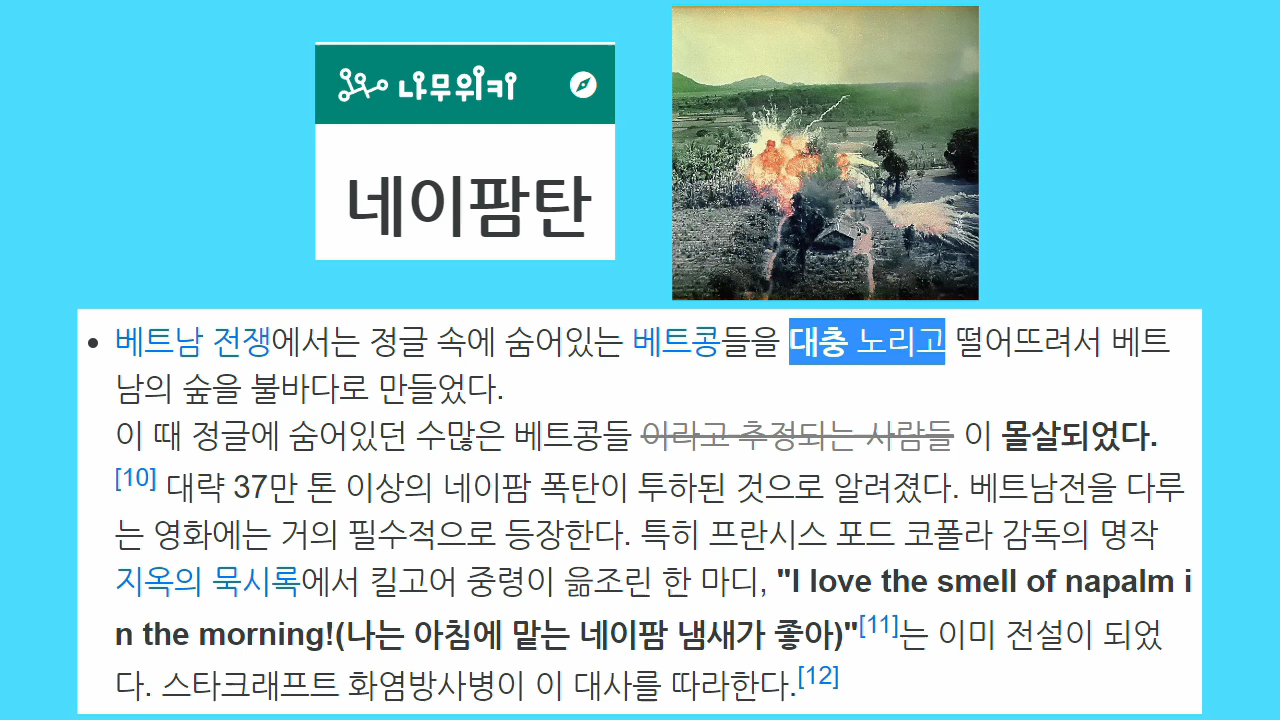 나무위키
네이팜탄
베트남 전쟁에서는 정글 속에 숨어있는 베트콩들을 대충 노리고 떨어뜨려서 베트
남의 숲을 불바다로 만들었다.
이 때 정글에 숨어있던 수많은 베트콩들 이라고 추정되는 사람들 이 몰살되었다.
[10] 대략 37만 톤 이상의 네이팜 폭탄이 투하된 것으로 알려졌다. 베트남전을 다루
는 영화에는 거의 필수적으로 등장한다. 특히 프란시스 포드 코폴라 감독의 명작
지옥의 묵시록에서 킬고어 중령이 읊조린 한 마디, "I love the smell of napalm i
n the morning!(나는 아침에 맡는 네이팜 냄새가 좋아)"[11]는 이미 전설이 되었
다. 스타크래프트 화염방사병이 이 대사를 따라한다.[12]